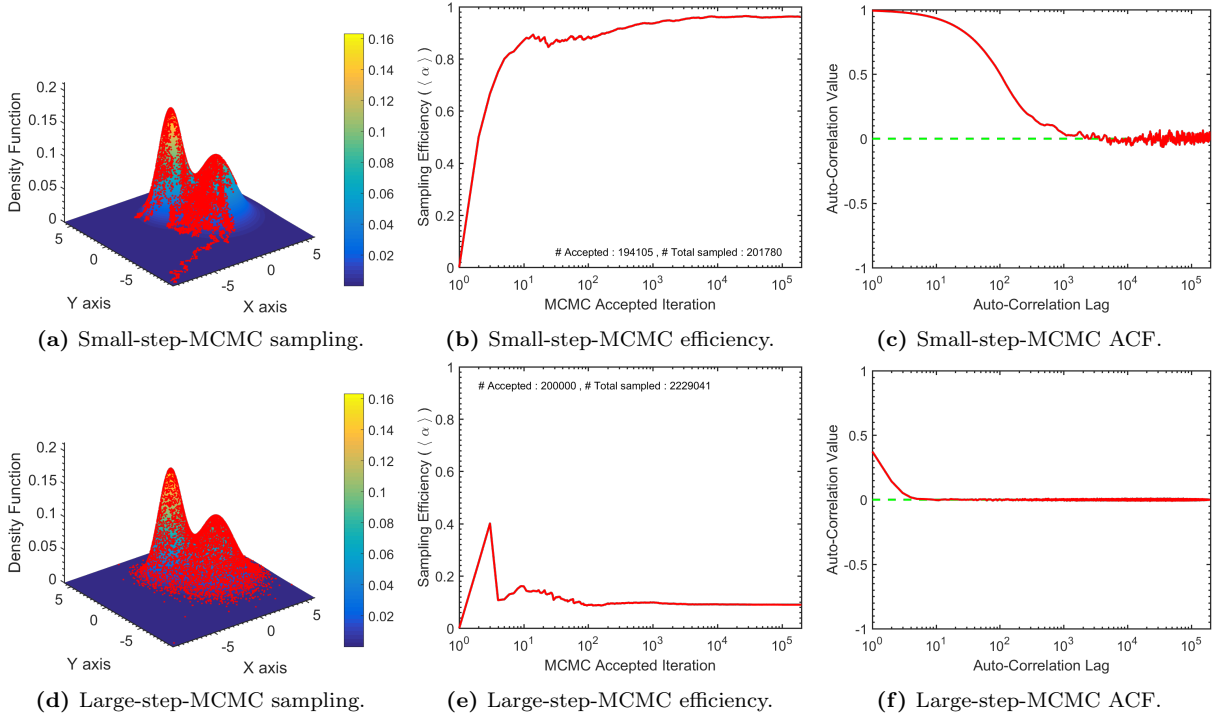 0.2
0.15
0.1
0.05
0
Density Function
5
0
-5
Y axis
-5
0
5
X axis
0.16
0.14
0.12
0.10
0.08
0.06
0.04
0.02
(a) Small-step-MCMC sampling.
1
0.8
0.6
0.4
0.2
0
Sampling Efficiency ( ⟨ α ⟩ )
# Accepted : 194105 , # Total sampled : 201780
10^0 10^1 10^2 10^3 10^4 10^5
MCMC Accepted Iteration
(b) Small-step-MCMC efficiency.
1
0.5
0
-0.5
-1
Auto-Correlation Value
10^0 10^1 10^2 10^3 10^4 10^5
Auto-Correlation Lag
(c) Small-step-MCMC ACF.
0.2
0.15
0.1
0.05
0
Density Function
5
0
-5
Y axis
-5
0
5
X axis
0.16
0.14
0.12
0.10
0.08
0.06
0.04
0.02
(d) Large-step-MCMC sampling.
1
0.8
0.6
0.4
0.2
0
Sampling Efficiency ( ⟨ α ⟩ )
# Accepted : 200000 , # Total sampled : 2229041
10^0 10^1 10^2 10^3 10^4 10^5
MCMC Accepted Iteration
(e) Large-step-MCMC efficiency.
1
0.5
0
-0.5
-1
Auto-Correlation Value
10^0 10^1 10^2 10^3 10^4 10^5
Auto-Correlation Lag
(f) Large-step-MCMC ACF.